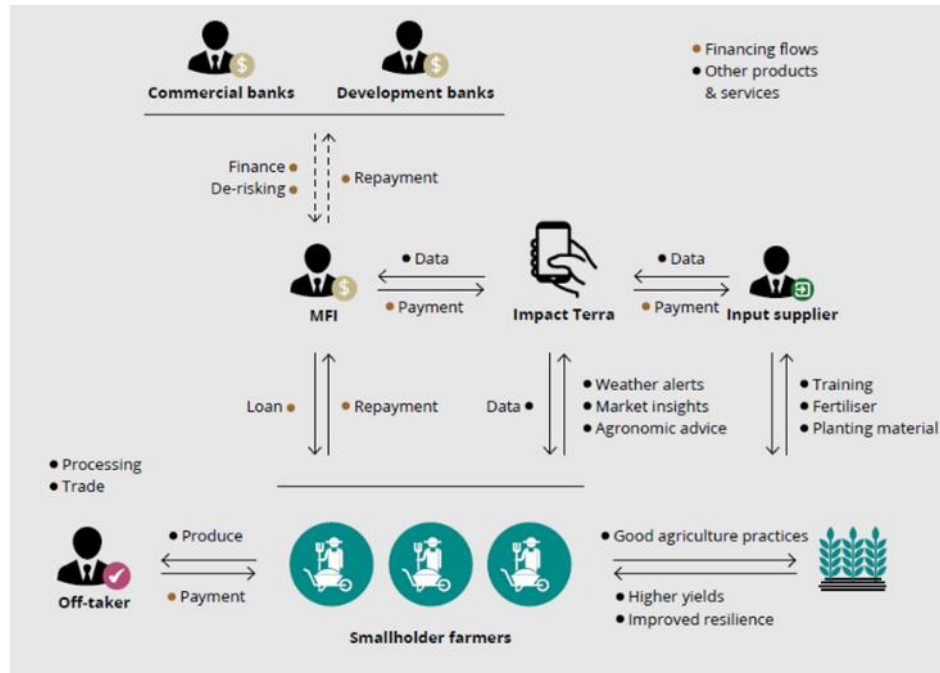 Commercial banks
Development banks
Financing flows
Other products
& services
Finance
De-risking
Repayment
Data
Payment
Data
Payment
MFI
Impact Terra
Input supplier
Loan
Repayment
Data
Weather alerts
Market insights
Agronomic advice
Training
Fertiliser
Planting material
Processing
Trade
Produce
Payment
Off-taker
Smallholder farmers
Good agriculture practices
Higher yields
Improved resilience
$
$
$